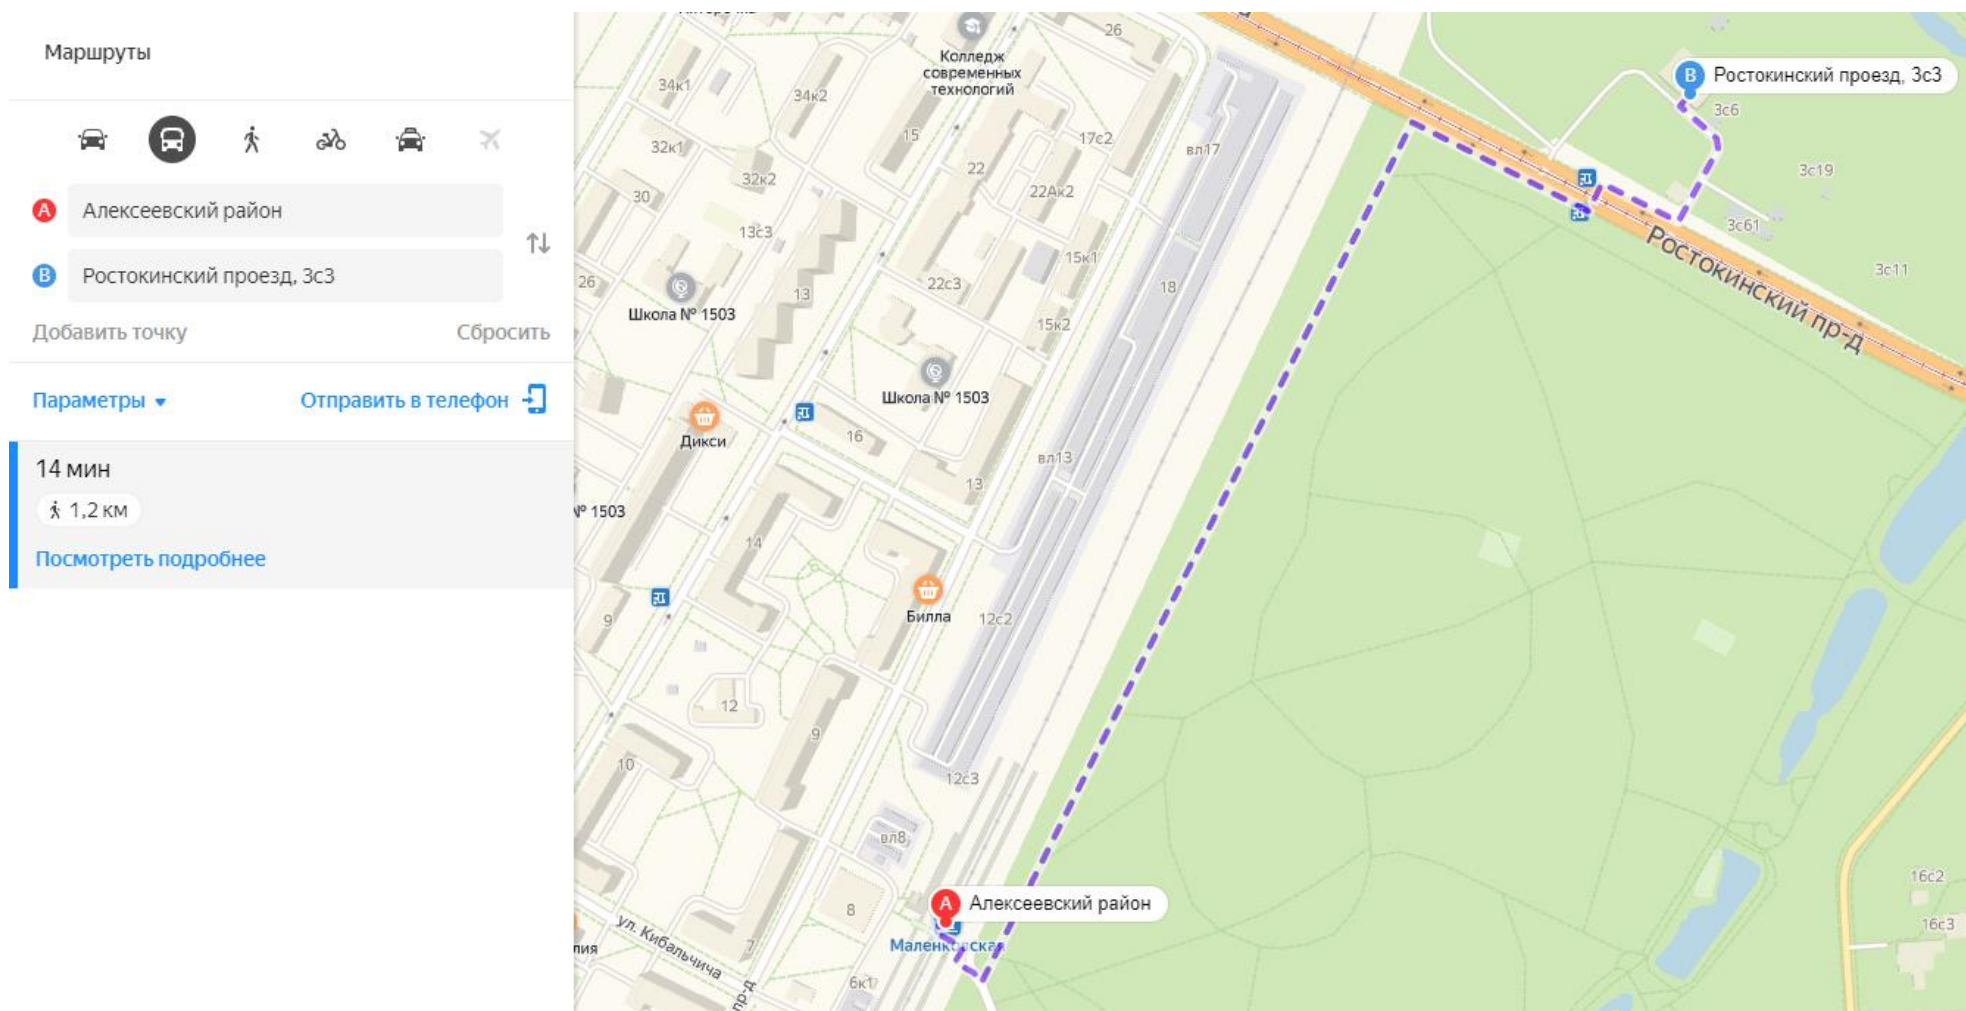 Маршруты
A
Алексеевский район
B
Ростокинский проезд, 3с3
Добавить точку
Сбросить
Параметры
Отправить в телефон
14 мин
1,2 км
Посмотреть подробнее
26
Колледж
современных
технологий
34к1
34к2
15
17с2
вл17
32к1
32к2
22
22Ак2
30
13с3
15к1
22с3
18
26
13
Школа № 1503
15к2
Школа № 1503
Дикси
16
вл13
13
№ 1503
14
Билла
12с2
9
12
9
10
12с3
вл8
A
Алексеевский район
8
Маленковская
ул. Кибальчича
7
6к1
пр-д
лия
B
Ростокинский проезд, 3с3
3с6
3с19
3с61
3с11
Ростокинский пр-д
16с2
16с3